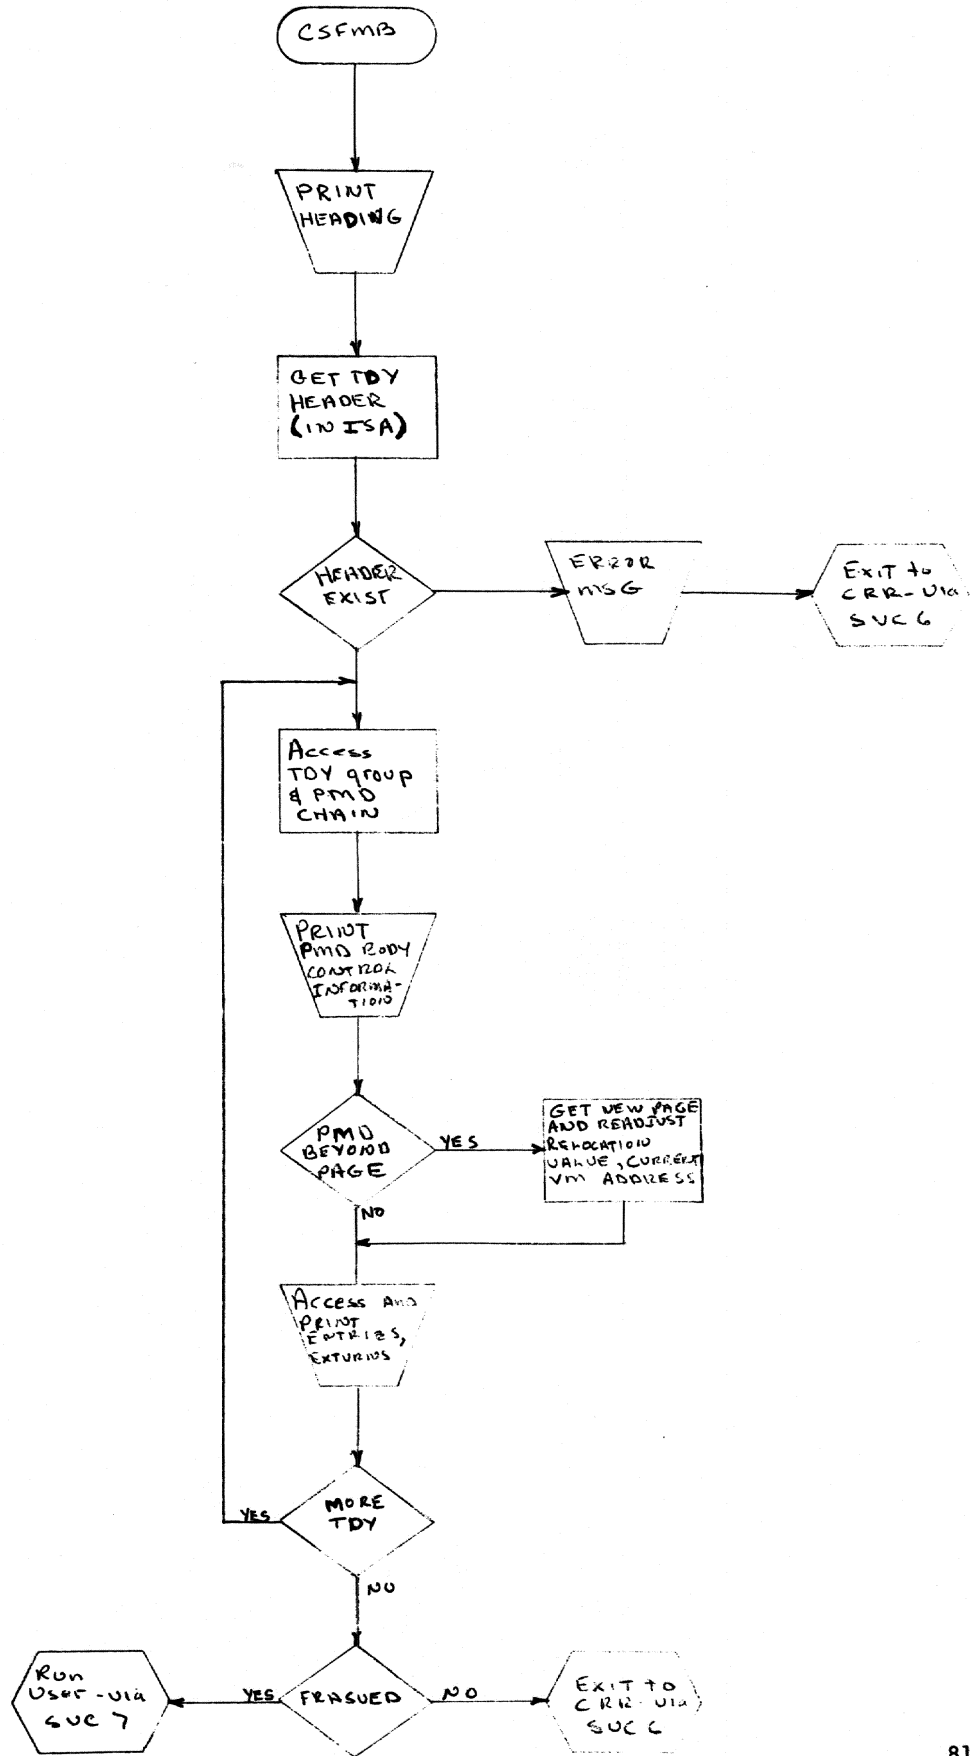 CSFMB
PRINT
HEADING
GET TDY
HEADER
(IN ISA)
HEADER
EXIST
ERROR
MSG
EXIT to
CRR-Via
SVC 6
Access
TDY group
& PMD
CHAIN
PRINT
PMD BODY
CONTROL
INFORMA-
TION
PMD
BEYOND
PAGE
YES
GET NEW PAGE
AND READJUST
RELOCATION
VALUE, CURRENT
VM ADDRESS
NO
Access AND
PRINT
ENTRIES,
MORE
TDY
YES
NO
FRASUED
YES
Run
User-via
SVC 7
NO
EXIT to
CRR-Via
SVC 6
81